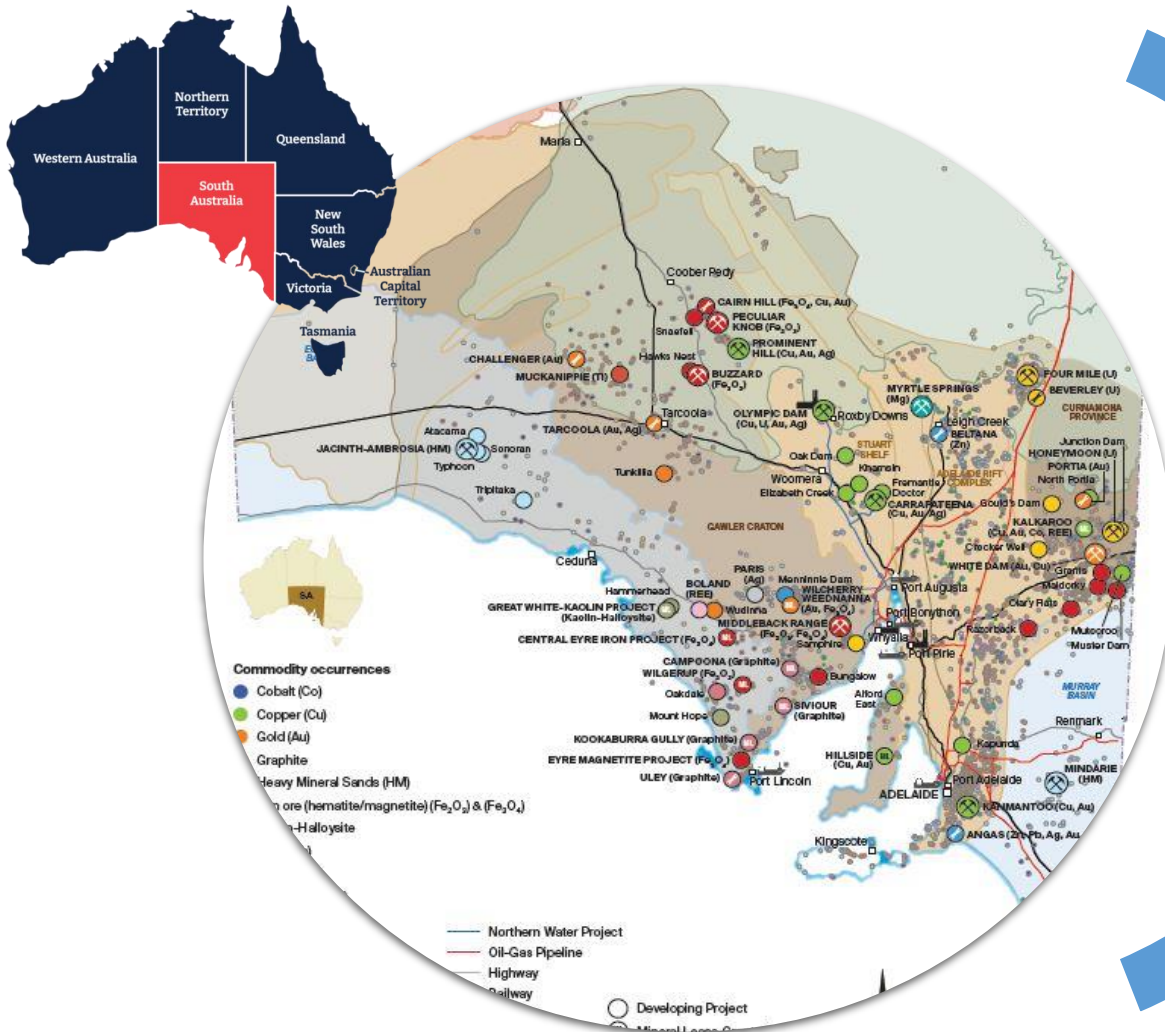 Northern
Territory
Western Australia
Queensland
South
Australia
New
South
Wales
Australian
Capital
Territory
Victoria
Tasmania
Marla
Coober Pedy
CAIRN HILL (Fe₃O₄, Cu, Au)
PECULIAR
KNOB (Fe₂O₃)
Snaefell
PROMINENT
HILL (Cu, Au, Ag)
CHALLENGER (Au)
Hawks Nest
MUCKANIPPIE (Ti)
BUZZARD
(Fe₂O₃)
FOUR MILE (U)
BEVERLEY (U)
MYRTLE SPRINGS
(Mg)
CURNAMONA
PROVINCE
Tarcoola
TARCOOLA (Au, Ag)
OLYMPIC DAM
(Cu, U, Au, Ag)
Roxby Downs
Leigh Creek
BELTANA
(Zn)
Junction Dam
HONEYMOON (U)
PORTIA (Au)
North Portia
Atacama
JACINTH-AMBROSIA (HM)
Sonoran
Typhoon
STUART
SHELF
Oak Dam
ADELAIDE RIFT
COMPLEX
Tunkillia
Woomera
Khamsin
Elizabeth Creek
Fremantle
Doctor
CARRAPATEENA
(Cu, Au, Ag)
Gould's Dam
Tripitaka
KALKAROO
(Cu, Au, Co, REE)
GAWLER CRATON
Crocker Well
WHITE DAM (Au, Cu)
Ceduna
PARIS
(Ag)
Menninnie Dam
Port Augusta
Grants
Maldorky
SA
Hammerhead
BOLAND
(REE)
WILCHERRY
WEEDNANNA
(Au, Fe₃O₄)
Port Bonython
Clary Flats
GREAT WHITE-KAOLIN PROJECT
(Kaolin-Halloysite)
Wudinna
MIDDLEBACK RANGE
(Fe₂O₃, Fe₃O₄)
Whyalla
Razorback
Mutooroo
Muster Dam
CENTRAL EYRE IRON PROJECT (Fe₂O₃)
Samphire
Port Pirie
CAMPOONA (Graphite)
WILGERUP (Fe₂O₃)
Bungalow
MURRAY
BASIN
Oakdale
Alford
East
SIVIOUR
(Graphite)
Mount Hope
Renmark
KOOKABURRA GULLY (Graphite)
HILLSIDE
(Cu, Au)
Kapunda
EYRE MAGNETITE PROJECT (Fe₃O₄)
MINDARIE
(HM)
ULEY (Graphite)
Port Lincoln
Port Adelaide
ADELAIDE
KANMANTOO (Cu, Au)
ANGAS (Zn, Pb, Ag, Au
Kingscote
Commodity occurrences
Cobalt (Co)
Copper (Cu)
Gold (Au)
Graphite
Heavy Mineral Sands (HM)
ore (hematite/magnetite) (Fe₂O₃) & (Fe₃O₄)
-Halloysite
Northern Water Project
Oil-Gas Pipeline
Highway
Railway
Developing Project